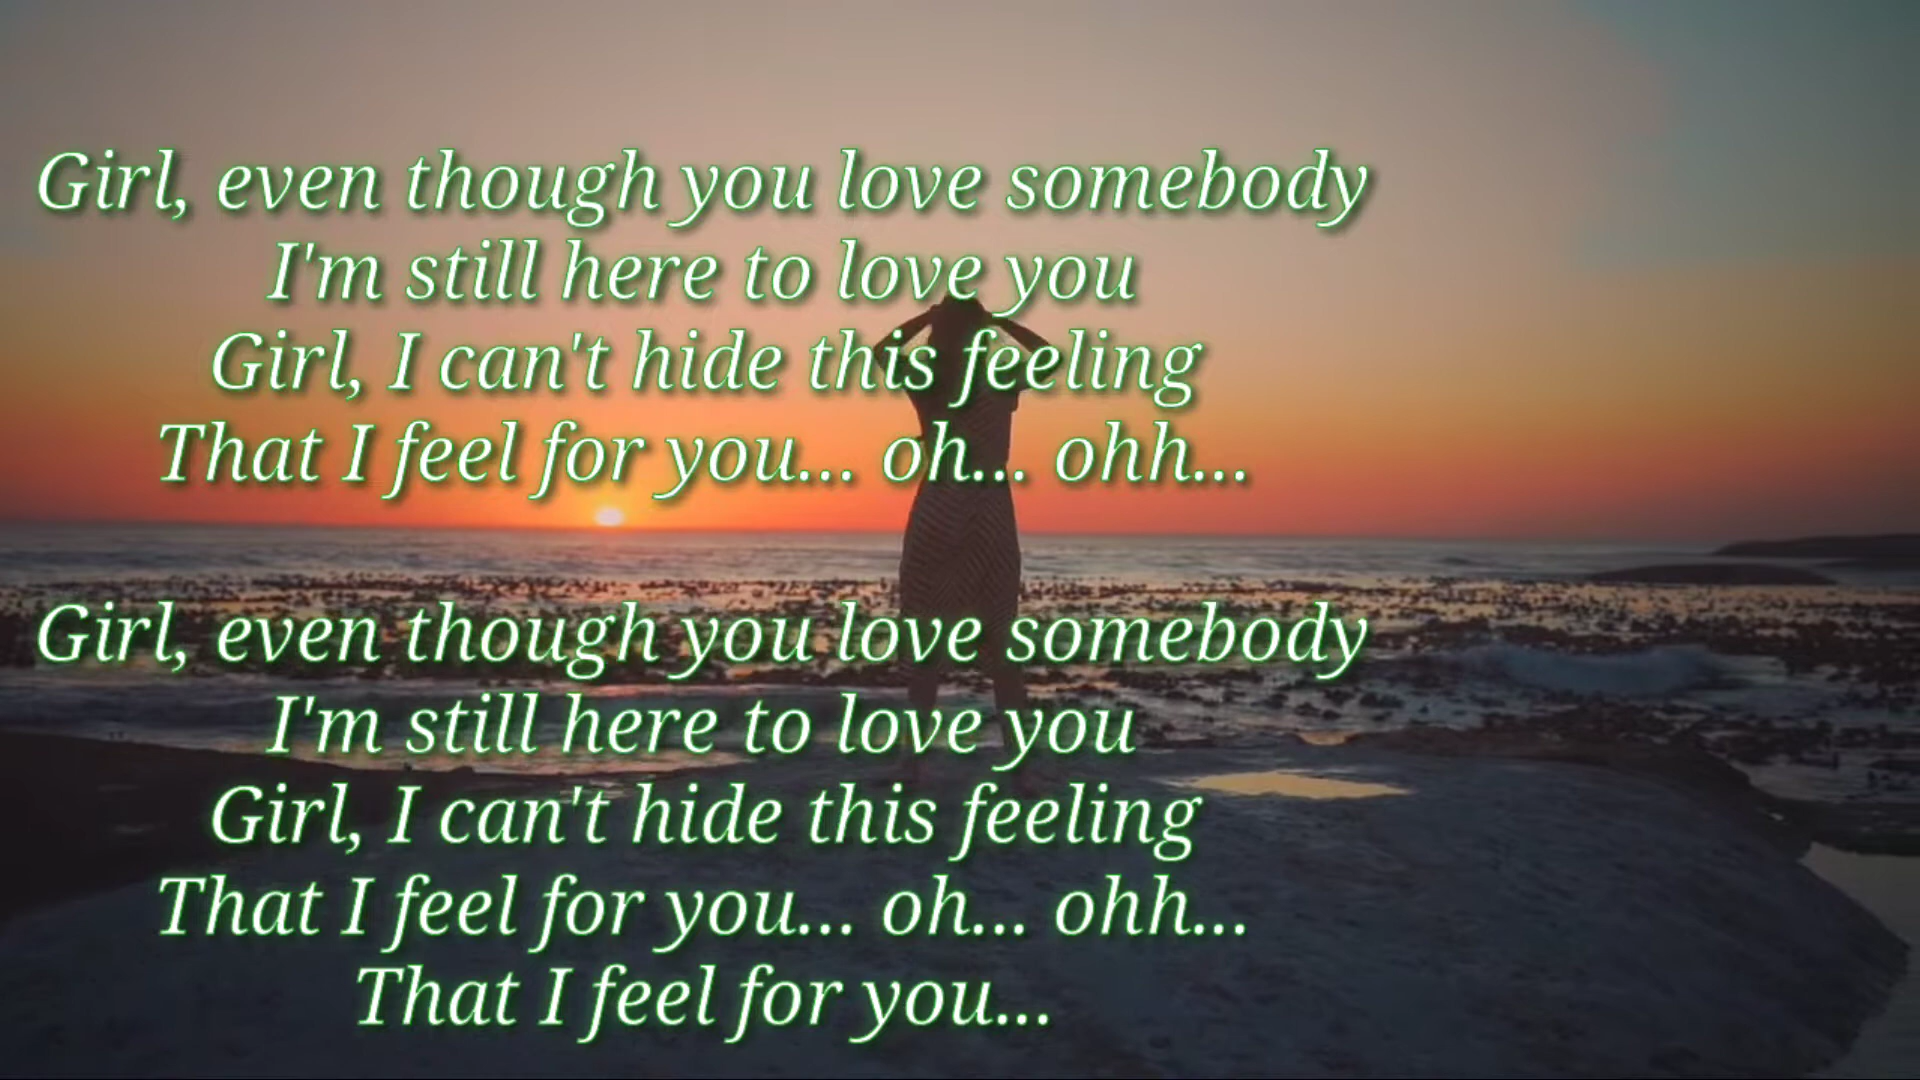 Girl, even though you love somebody
I'm still here to love you
Girl, I can't hide this feeling
That I feel for you... oh... ohh...
Girl, even though you love somebody
I'm still here to love you
Girl, I can't hide this feeling
That I feel for you... oh... ohh...
That I feel for you...